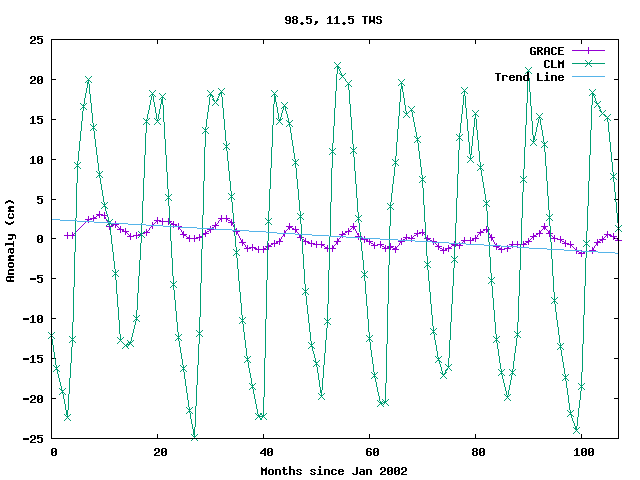 98.5, 11.5 TWS
GRACE
CLM
Trend Line
25
20
15
10
5
0
-5
-10
-15
-20
-25
Anomaly (cm)
0 20 40 60 80 100
Months since Jan 2002